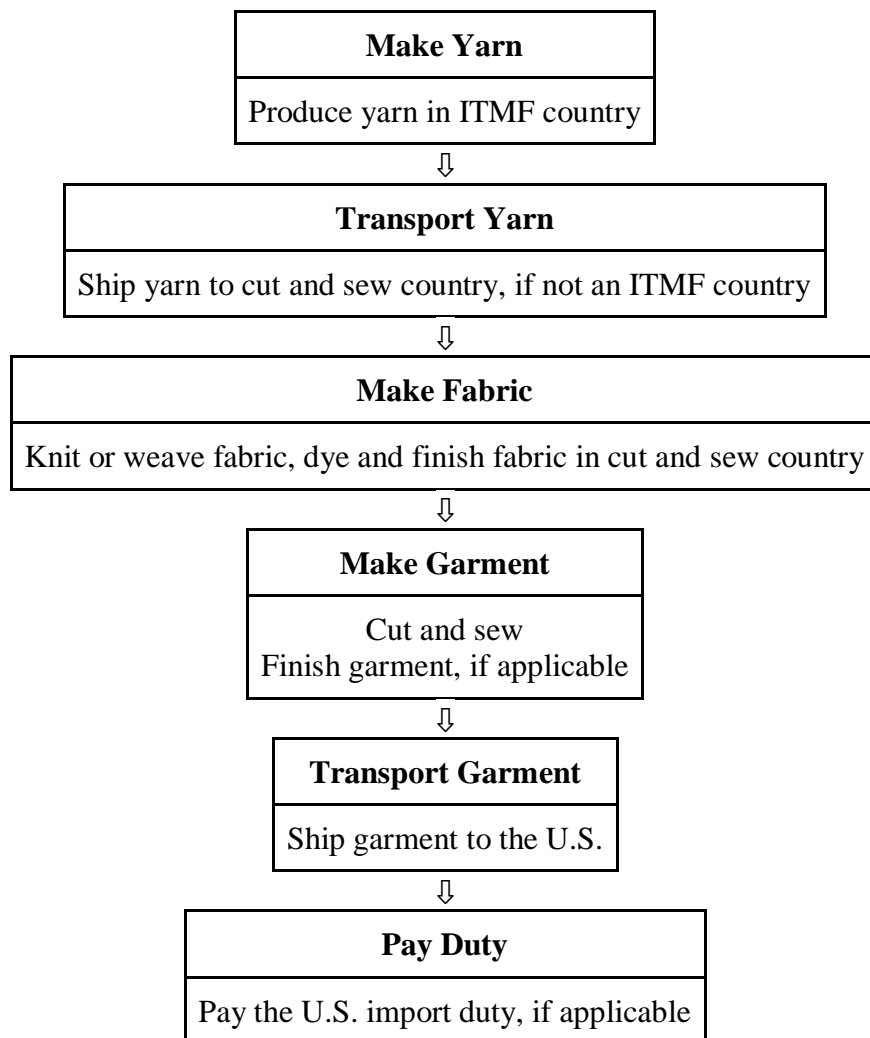 Make Yarn
Produce yarn in ITMF country
⇩
Transport Yarn
Ship yarn to cut and sew country, if not an ITMF country
⇩
Make Fabric
Knit or weave fabric, dye and finish fabric in cut and sew country
⇩
Make Garment
Cut and sew
Finish garment, if applicable
⇩
Transport Garment
Ship garment to the U.S.
⇩
Pay Duty
Pay the U.S. import duty, if applicable